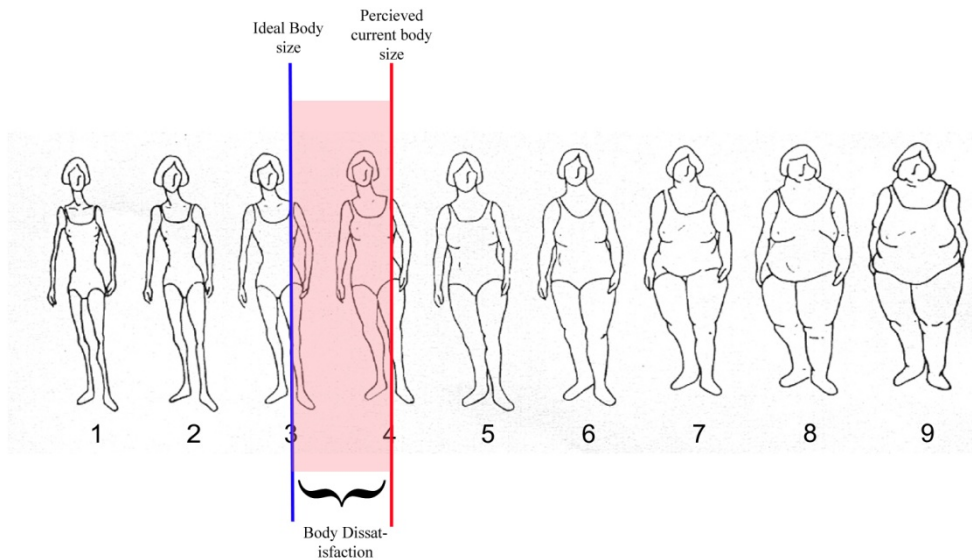 Ideal Body
size
Percieved
current body
size
1 2 3 4 5 6 7 8 9
Body Dissat-
isfaction